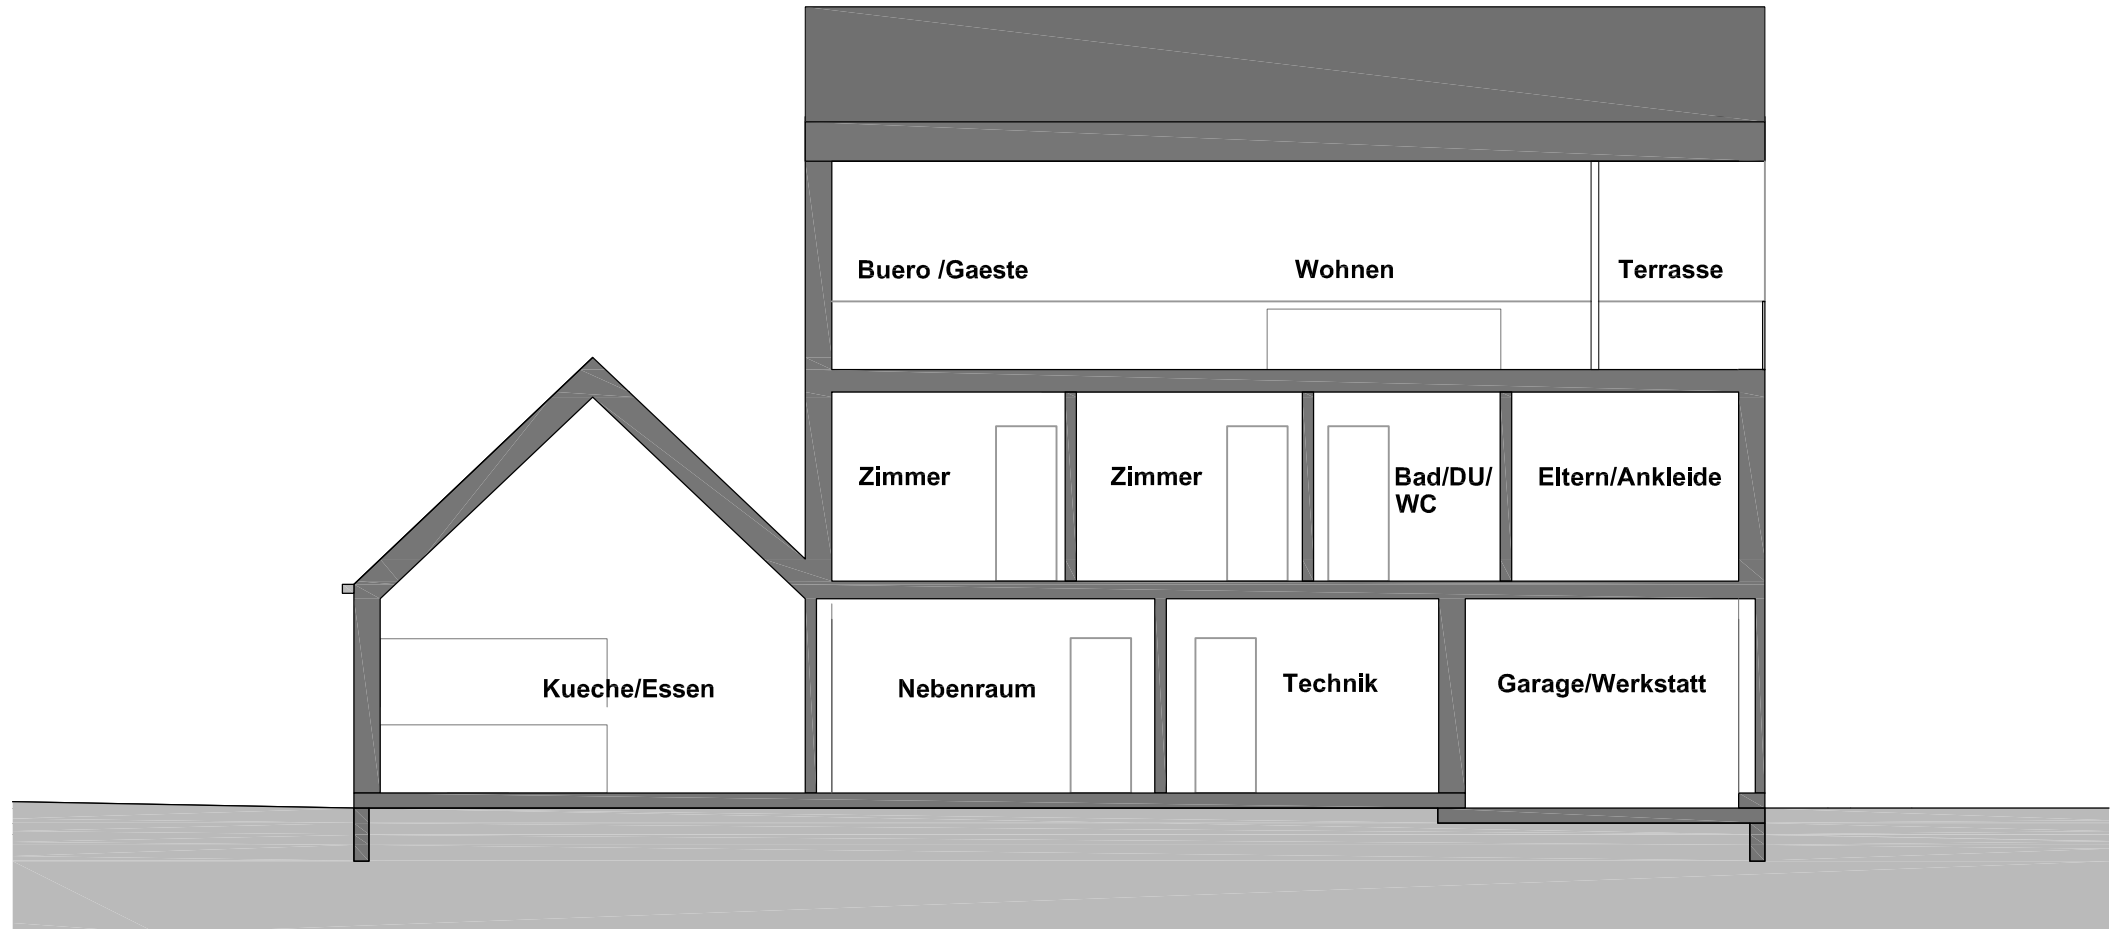 Buero /Gaeste
Wohnen
Terrasse
Zimmer
Zimmer
Bad/DU/
WC
Eltern/Ankleide
Kueche/Essen
Nebenraum
Technik
Garage/Werkstatt